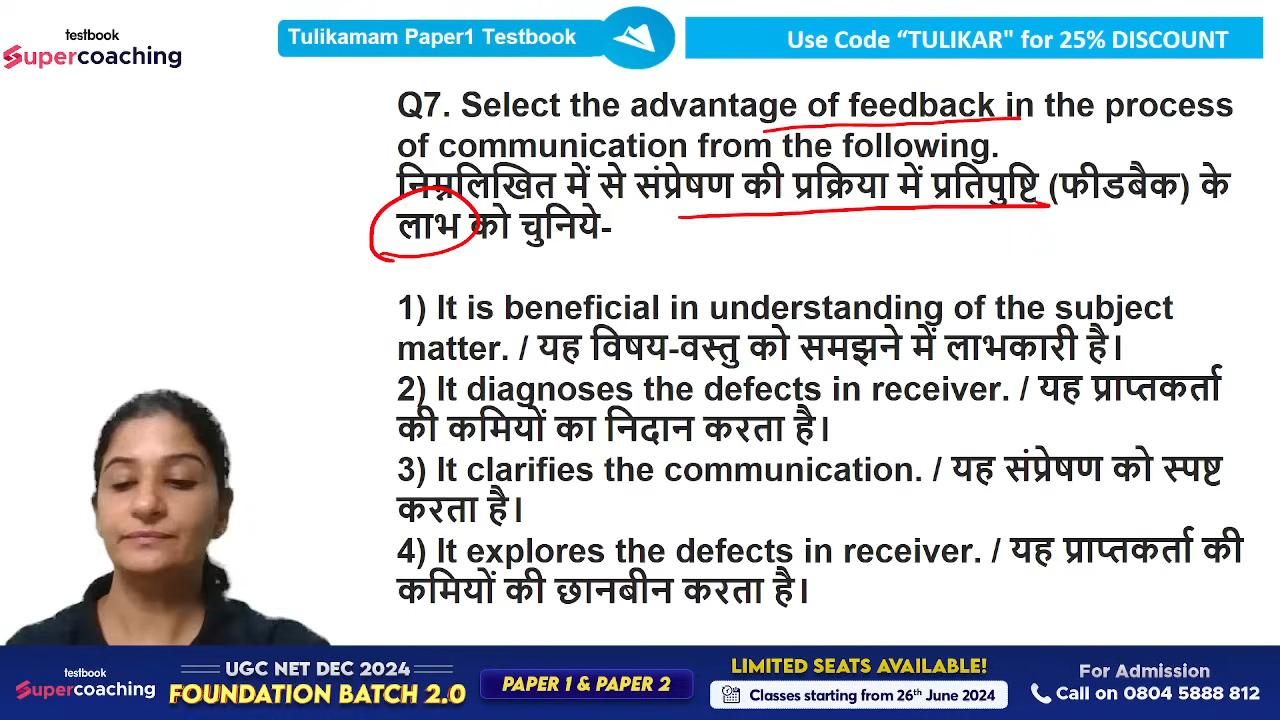 testbook
Supercoaching
Tulikamam Paper1 Testbook
Use Code “TULIKAR" for 25% DISCOUNT
Q7. Select the advantage of feedback in the process
of communication from the following.
निम्नलिखित में से संप्रेषण की प्रक्रिया में प्रतिपुष्टि (फीडबैक) के
लाभ को चुनिये-
1) It is beneficial in understanding of the subject
matter. / यह विषय-वस्तु को समझने में लाभकारी है।
2) It diagnoses the defects in receiver. / यह प्राप्तकर्ता
की कमियों का निदान करता है।
3) It clarifies the communication. / यह संप्रेषण को स्पष्ट
करता है।
4) It explores the defects in receiver. / यह प्राप्तकर्ता की
कमियों की छानबीन करता है।
testbook
Supercoaching
UGC NET DEC 2024
FOUNDATION BATCH 2.0
PAPER 1 & PAPER 2
LIMITED SEATS AVAILABLE!
Classes starting from 26th June 2024
For Admission
Call on 0804 5888 812